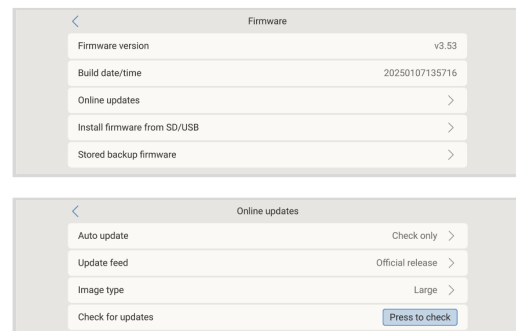 Firmware
Firmware version v3.53
Build date/time 20250107135716
Online updates
Install firmware from SD/USB
Stored backup firmware
Online updates
Auto update Check only
Update feed Official release
Image type Large
Check for updates Press to check